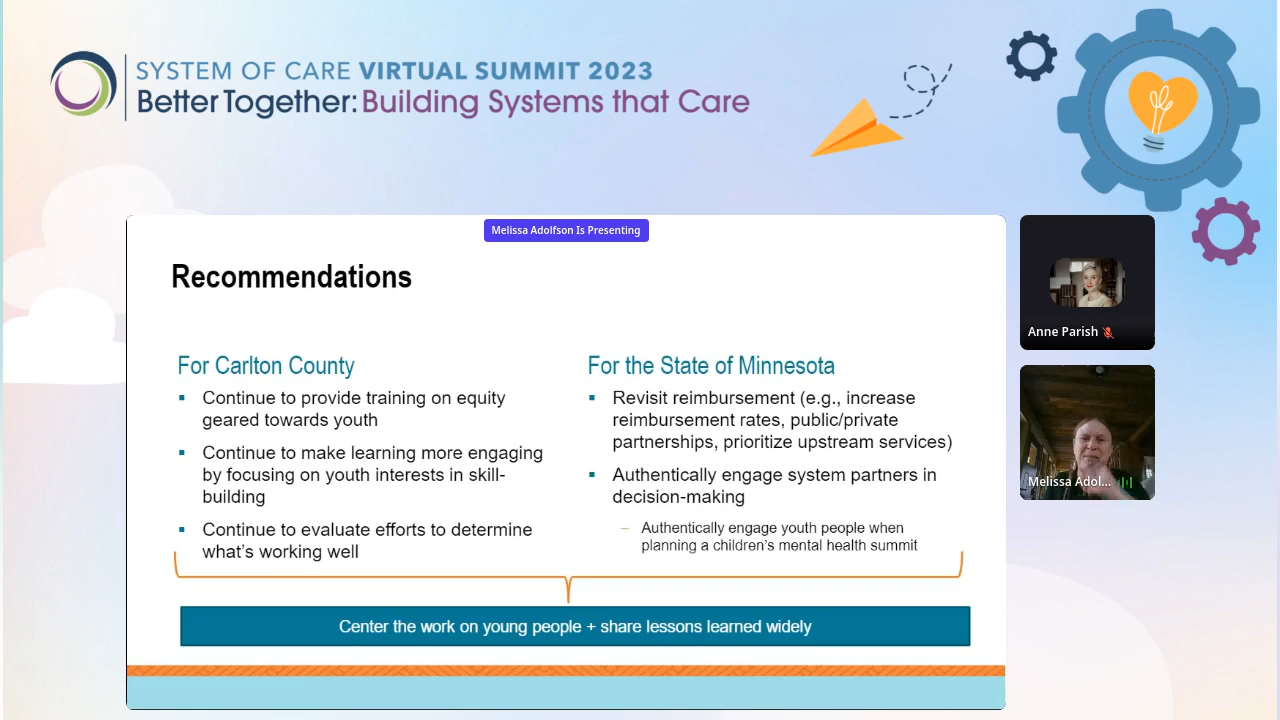 SYSTEM OF CARE VIRTUAL SUMMIT 2023
Better Together: Building Systems that Care
Melissa Adolfson Is Presenting
Recommendations
For Carlton County
▪ Continue to provide training on equity
geared towards youth
▪ Continue to make learning more engaging
by focusing on youth interests in skill-
building
▪ Continue to evaluate efforts to determine
what's working well
For the State of Minnesota
▪ Revisit reimbursement (e.g., increase
reimbursement rates, public/private
partnerships, prioritize upstream services)
▪ Authentically engage system partners in
decision-making
– Authentically engage youth people when
planning a children's mental health summit
Center the work on young people + share lessons learned widely
Anne Parish
Melissa Adol...